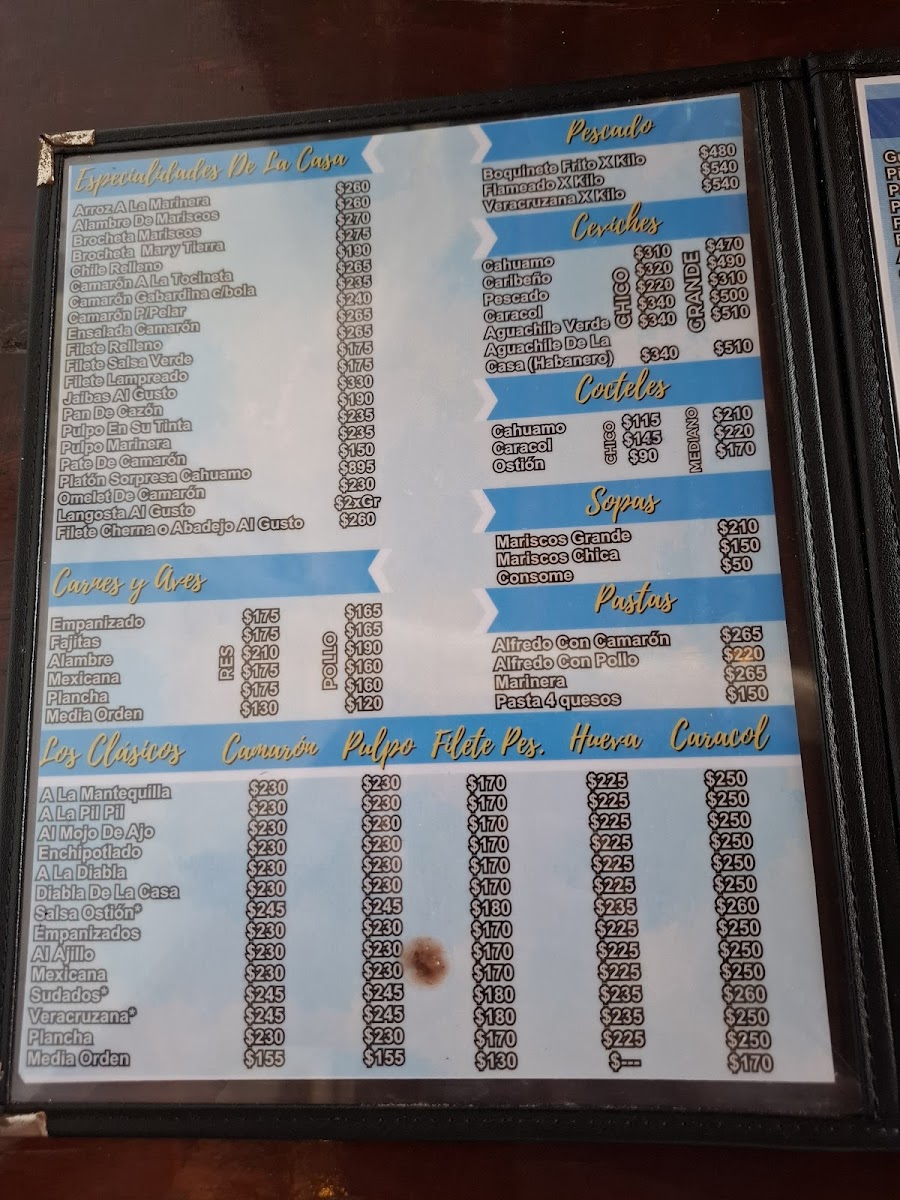 Especialidades De La Casa
Arroz A La Marinera $260
Alambre De Mariscos $260
Brocheta Mariscos $270
Brocheta Mar y Tierra $275
Chile Relleno $190
Camarón A La Tocineta $265
Camarón Gabardina c/bola $235
Camarón P/Pelar $240
Ensalada Camarón $265
Filete Relleno $265
Filete Salsa Verde $175
Filete Lampreado $175
Jaibas Al Gusto $330
Pan De Cazón $190
Pulpo En Su Tinta $235
Pulpo Marinera $235
Pate De Camarón $150
Platón Sorpresa Cahuamo $895
Omelet De Camarón $230
Langosta Al Gusto $2xGr
Filete Cherna o Abadejo Al Gusto $260
Carnes y Aves
RES POLLO
Empanizado $175 $165
Fajitas $175 $165
Alambre $210 $190
Mexicana $175 $160
Plancha $175 $160
Media Orden $130 $120
Pescado
Boquinete Frito X Kilo $480
Flameado X Kilo $540
Veracruzana X Kilo $540
Ceviches
CHICO GRANDE
Cahuamo $310 $470
Caribeño $320 $490
Pescado $220 $310
Caracol $340 $500
Aguachile Verde $340 $510
Aguachile De La
Casa (Habanero) $340 $510
Cocteles
CHICO MEDIANO
Cahuamo $115 $210
Caracol $145 $220
Ostión $90 $170
Sopas
Mariscos Grande $210
Mariscos Chica $150
Consome $50
Pastas
Alfredo Con Camarón $265
Alfredo Con Pollo $220
Marinera $265
Pasta 4 quesos $150
Los Clásicos Camarón Pulpo Filete Pes. Hueva Caracol
A La Mantequilla $230 $230 $170 $225 $250
A La Pil Pil $230 $230 $170 $225 $250
Al Mojo De Ajo $230 $230 $170 $225 $250
Enchipotlado $230 $230 $170 $225 $250
A La Diabla $230 $230 $170 $225 $250
Diabla De La Casa $230 $230 $170 $225 $250
Salsa Ostión* $245 $245 $180 $235 $260
Empanizados $230 $230 $170 $225 $250
Al Ajillo $230 $230 $170 $225 $250
Mexicana $230 $230 $170 $225 $250
Sudados* $245 $245 $180 $235 $260
Veracruzana* $245 $245 $180 $235 $250
Plancha $230 $230 $170 $225 $250
Media Orden $155 $155 $130 $--- $170